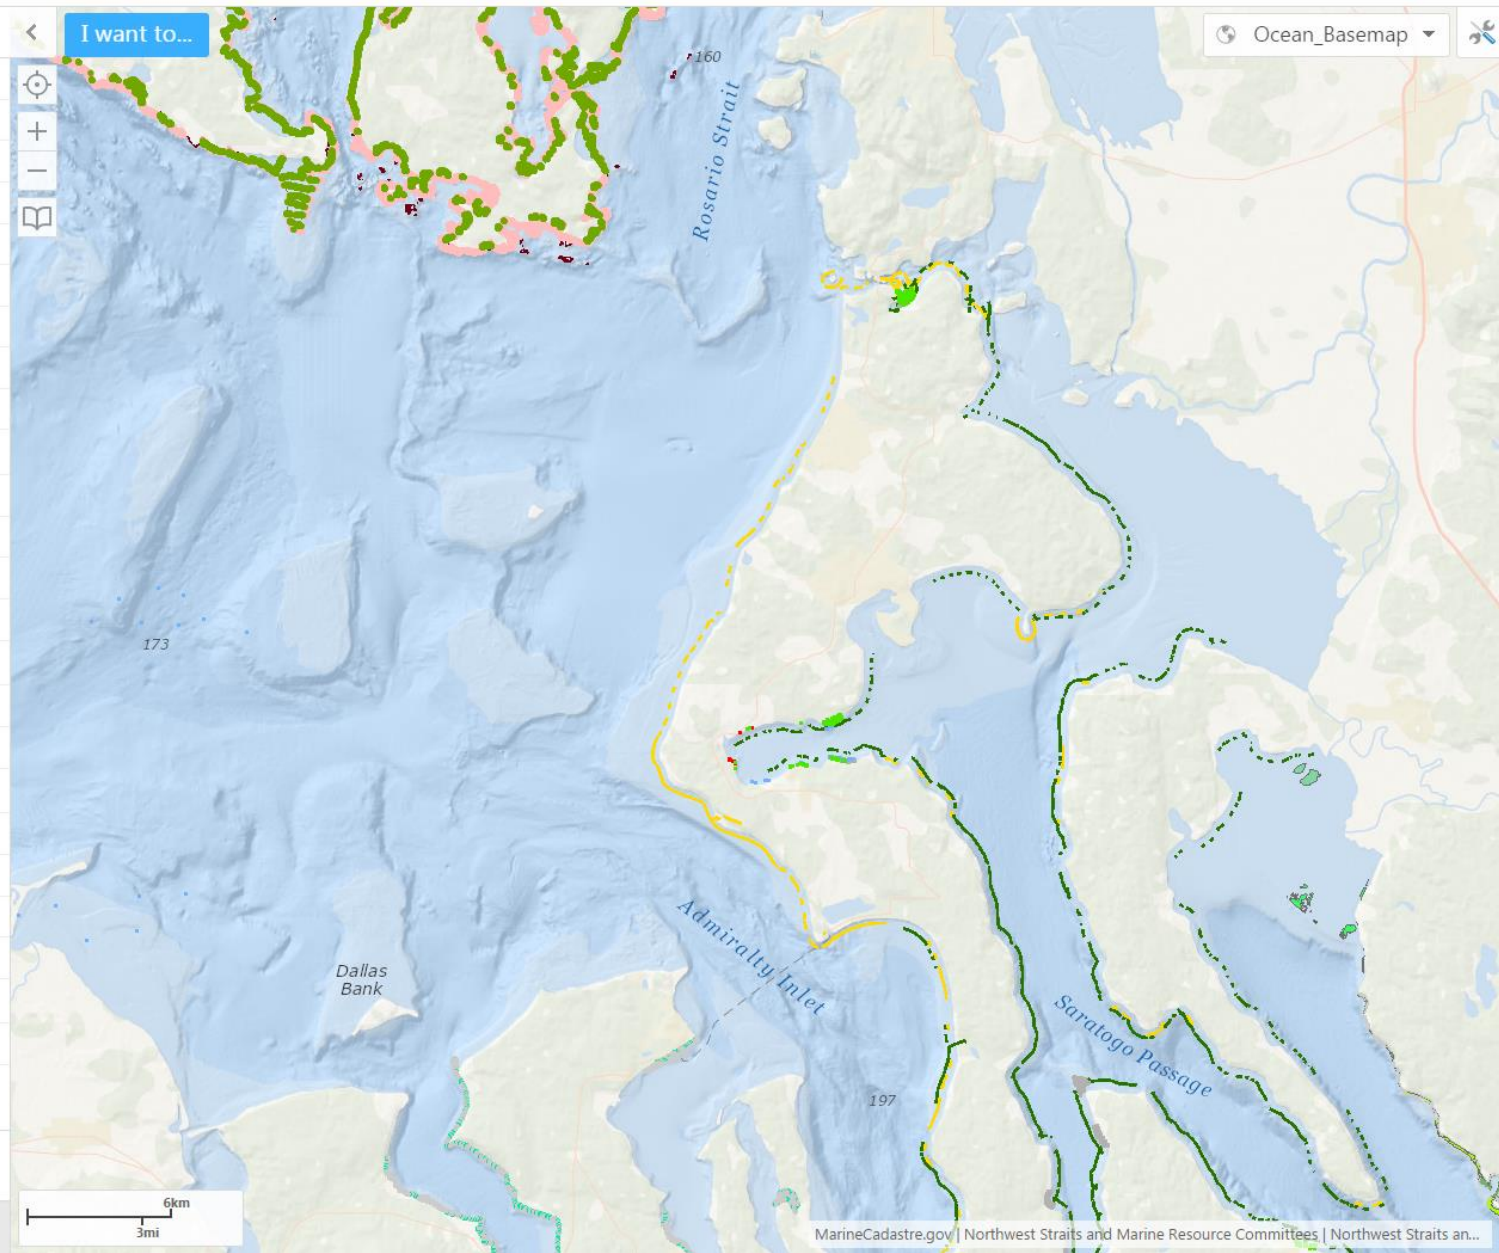 I want to...
Ocean_Basemap
160
Rosario Strait
173
Admiralty Inlet
Dallas
Bank
Saratogo Passage
197
6km
3mi
MarineCadastre.gov | Northwest Straits and Marine Resource Committees | Northwest Straits an...